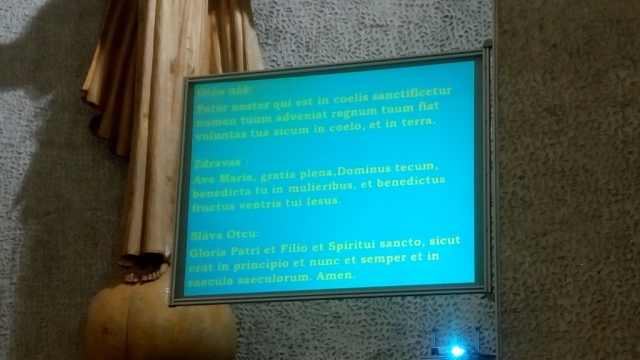 Otče náš:
Pater noster qui est in coelis sanctificetur
nomen tuum adveniat regnum tuum fiat
voluntas tua sicum in coelo, et in terra.
Zdravas´:
Ave Maria, gratia plena,Dominus tecum,
benedicta tu in mulieribus, et benedictus
fructus ventris tui Iesus.
Sláva Otcu:
Gloria Patri et Filio et Spiritui sancto, sicut
erat in principio et nunc et semper et in
saecula saeculorum. Amen.